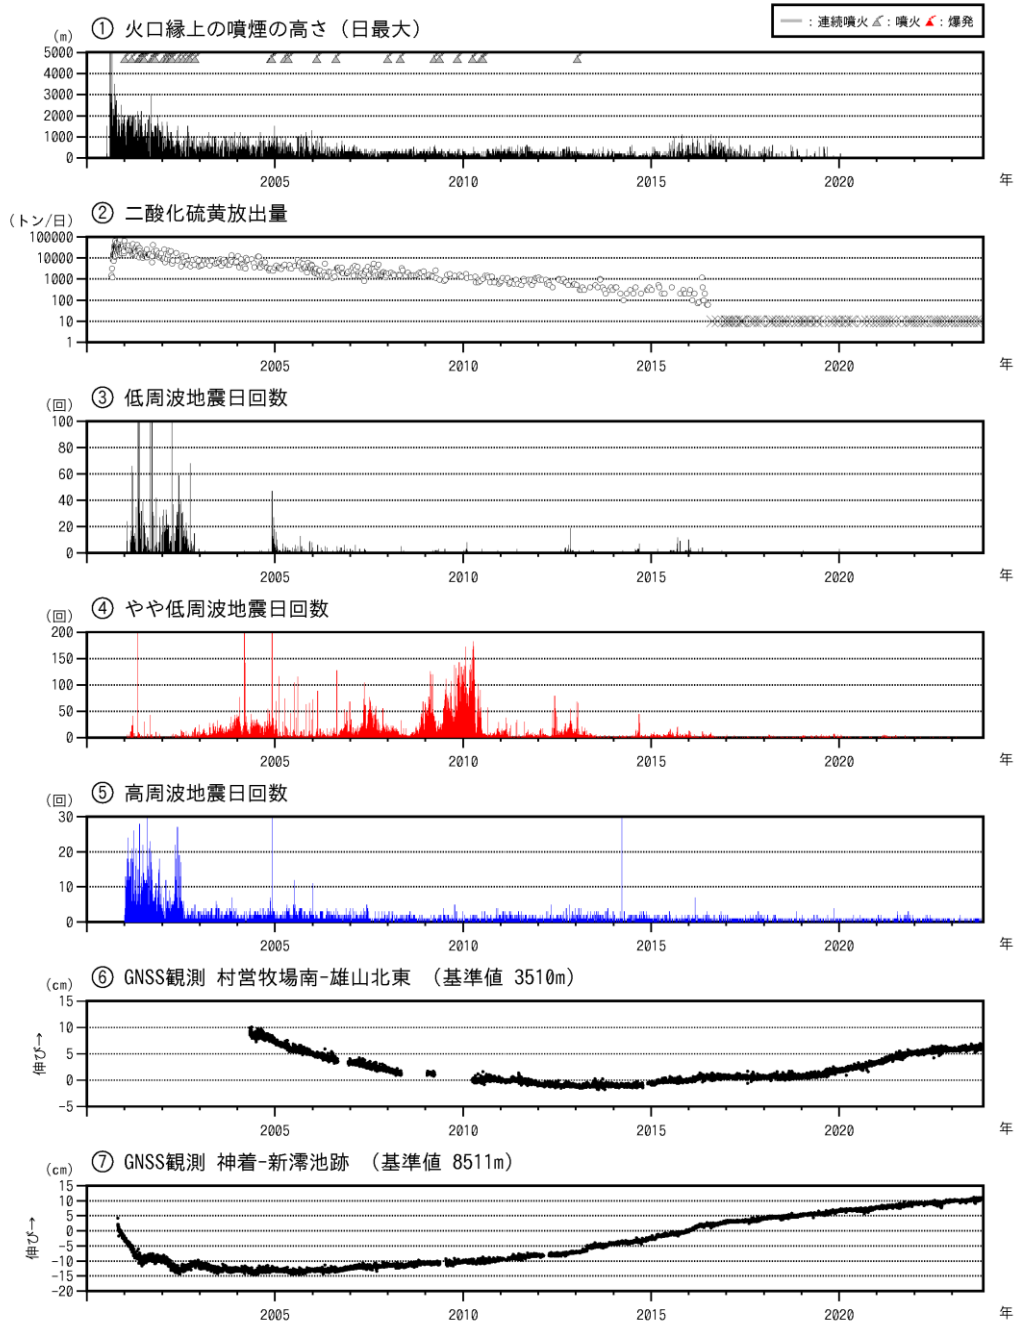 ━ : 連続噴火 : 噴火 : 爆発
① 火口縁上の噴煙の高さ（日最大）
(m)
5000
4000
3000
2000
1000
0
2005 2010 2015 2020 年
② 二酸化硫黄放出量
(トン/日)
100000
10000
1000
100
10
1
2005 2010 2015 2020 年
③ 低周波地震日回数
(回)
100
80
60
40
20
0
2005 2010 2015 2020 年
④ やや低周波地震日回数
(回)
200
150
100
50
0
2005 2010 2015 2020 年
⑤ 高周波地震日回数
(回)
30
20
10
0
2005 2010 2015 2020 年
⑥ GNSS観測 村営牧場南-雄山北東 （基準値 3510m）
(cm)
伸び→
15
10
5
0
-5
2005 2010 2015 2020 年
⑦ GNSS観測 神着-新澪池跡 （基準値 8511m）
(cm)
伸び→
15
10
5
0
-5
-10
-15
-20
2005 2010 2015 2020 年